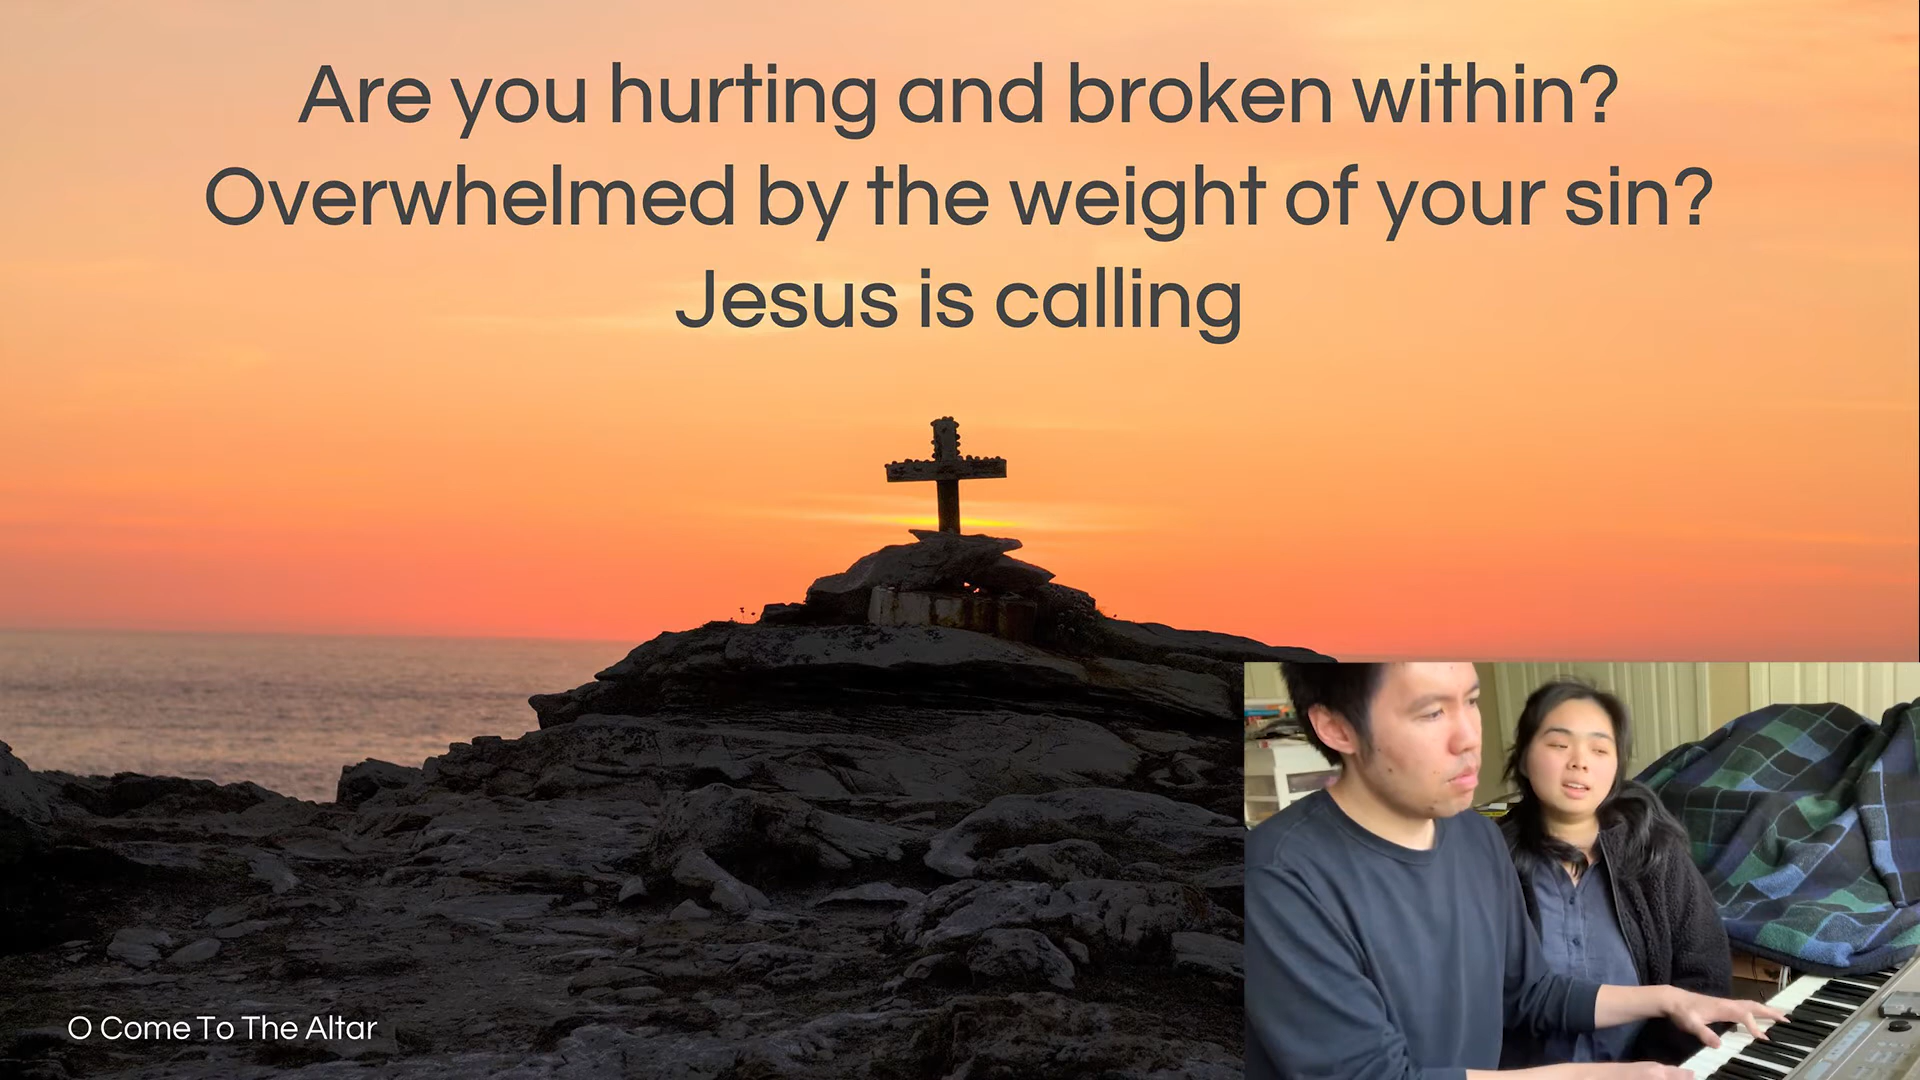 Are you hurting and broken within?
Overwhelmed by the weight of your sin?
Jesus is calling
O Come To The Altar